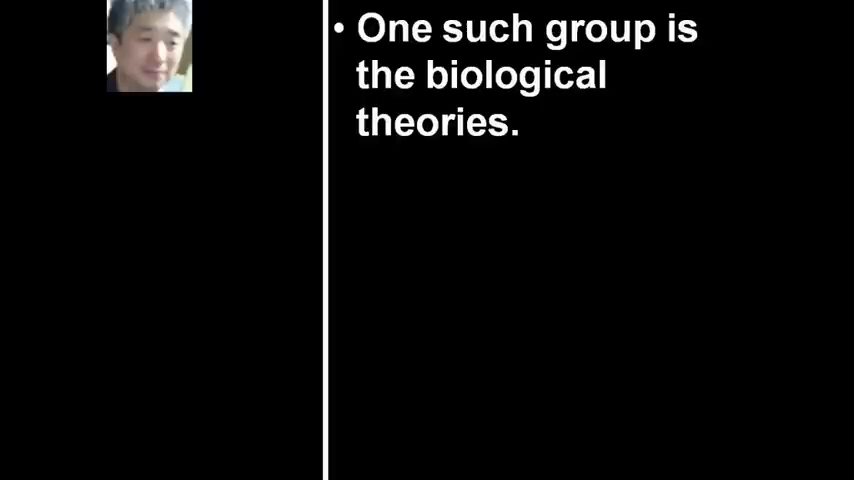 • One such group is
the biological
theories.